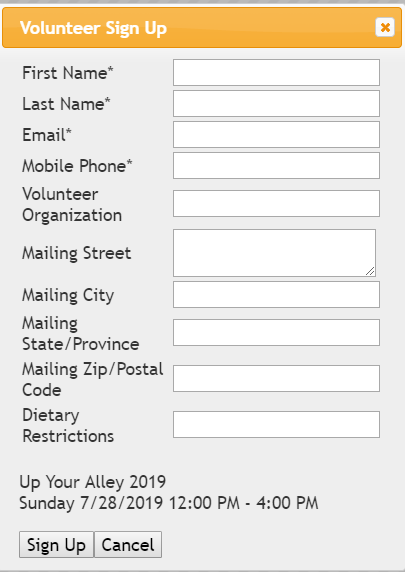 Volunteer Sign Up
First Name*
Last Name*
Email*
Mobile Phone*
Volunteer
Organization
Mailing Street
Mailing City
Mailing
State/Province
Mailing Zip/Postal
Code
Dietary
Restrictions
Up Your Alley 2019
Sunday 7/28/2019 12:00 PM - 4:00 PM
Sign Up Cancel